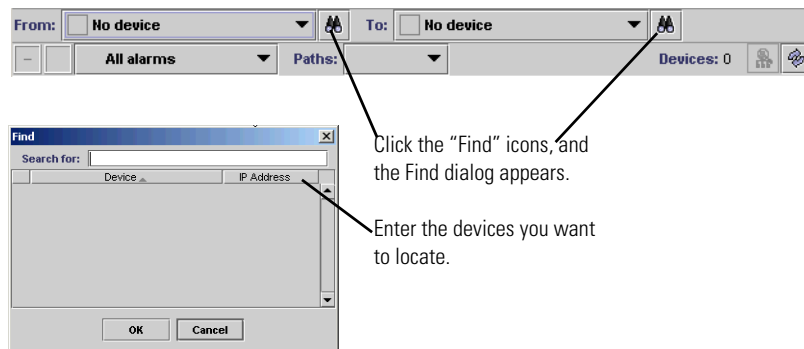 From: No device To: No device
– All alarms Paths: Devices: 0
Find
Search for:
Device IP Address
OK Cancel
Click the “Find” icons, and
the Find dialog appears.
Enter the devices you want
to locate.